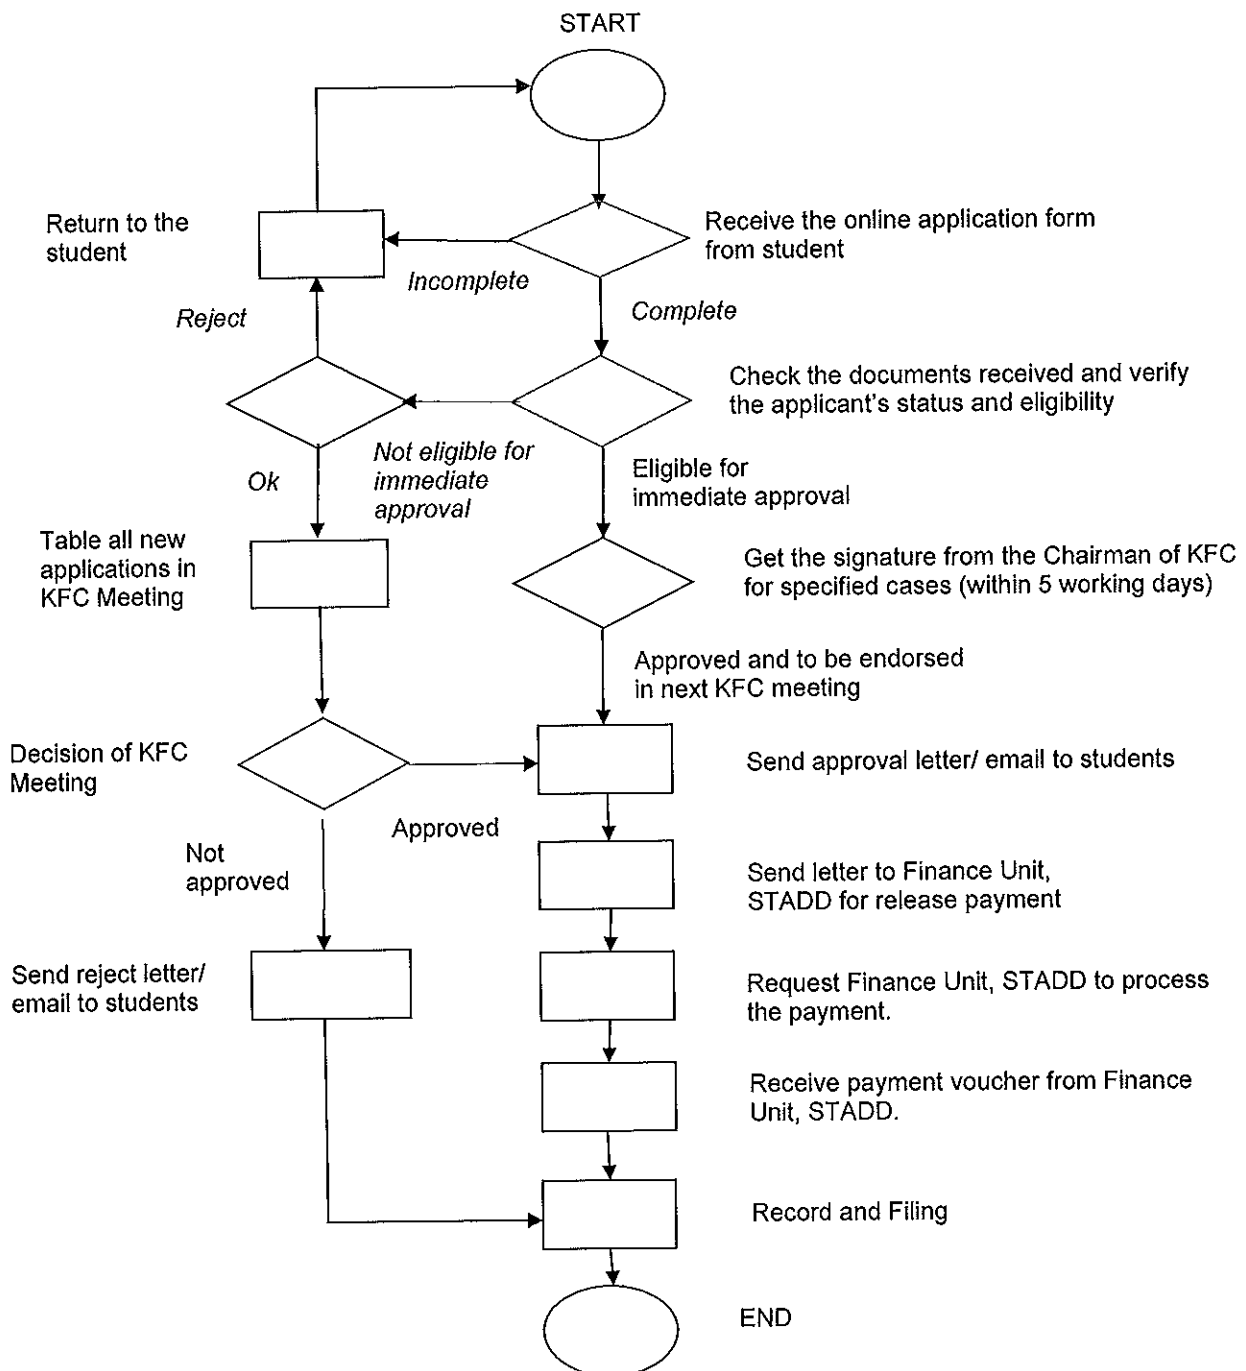 START
Return to the
student
Receive the online application form
from student
Incomplete
Reject
Complete
Check the documents received and verify
the applicant's status and eligibility
Not eligible for
immediate
approval
Eligible for
immediate approval
Ok
Table all new
applications in
KFC Meeting
Get the signature from the Chairman of KFC
for specified cases (within 5 working days)
Approved and to be endorsed
in next KFC meeting
Decision of KFC
Meeting
Send approval letter/ email to students
Approved
Not
approved
Send letter to Finance Unit,
STADD for release payment
Send reject letter/
email to students
Request Finance Unit, STADD to process
the payment.
Receive payment voucher from Finance
Unit, STADD.
Record and Filing
END